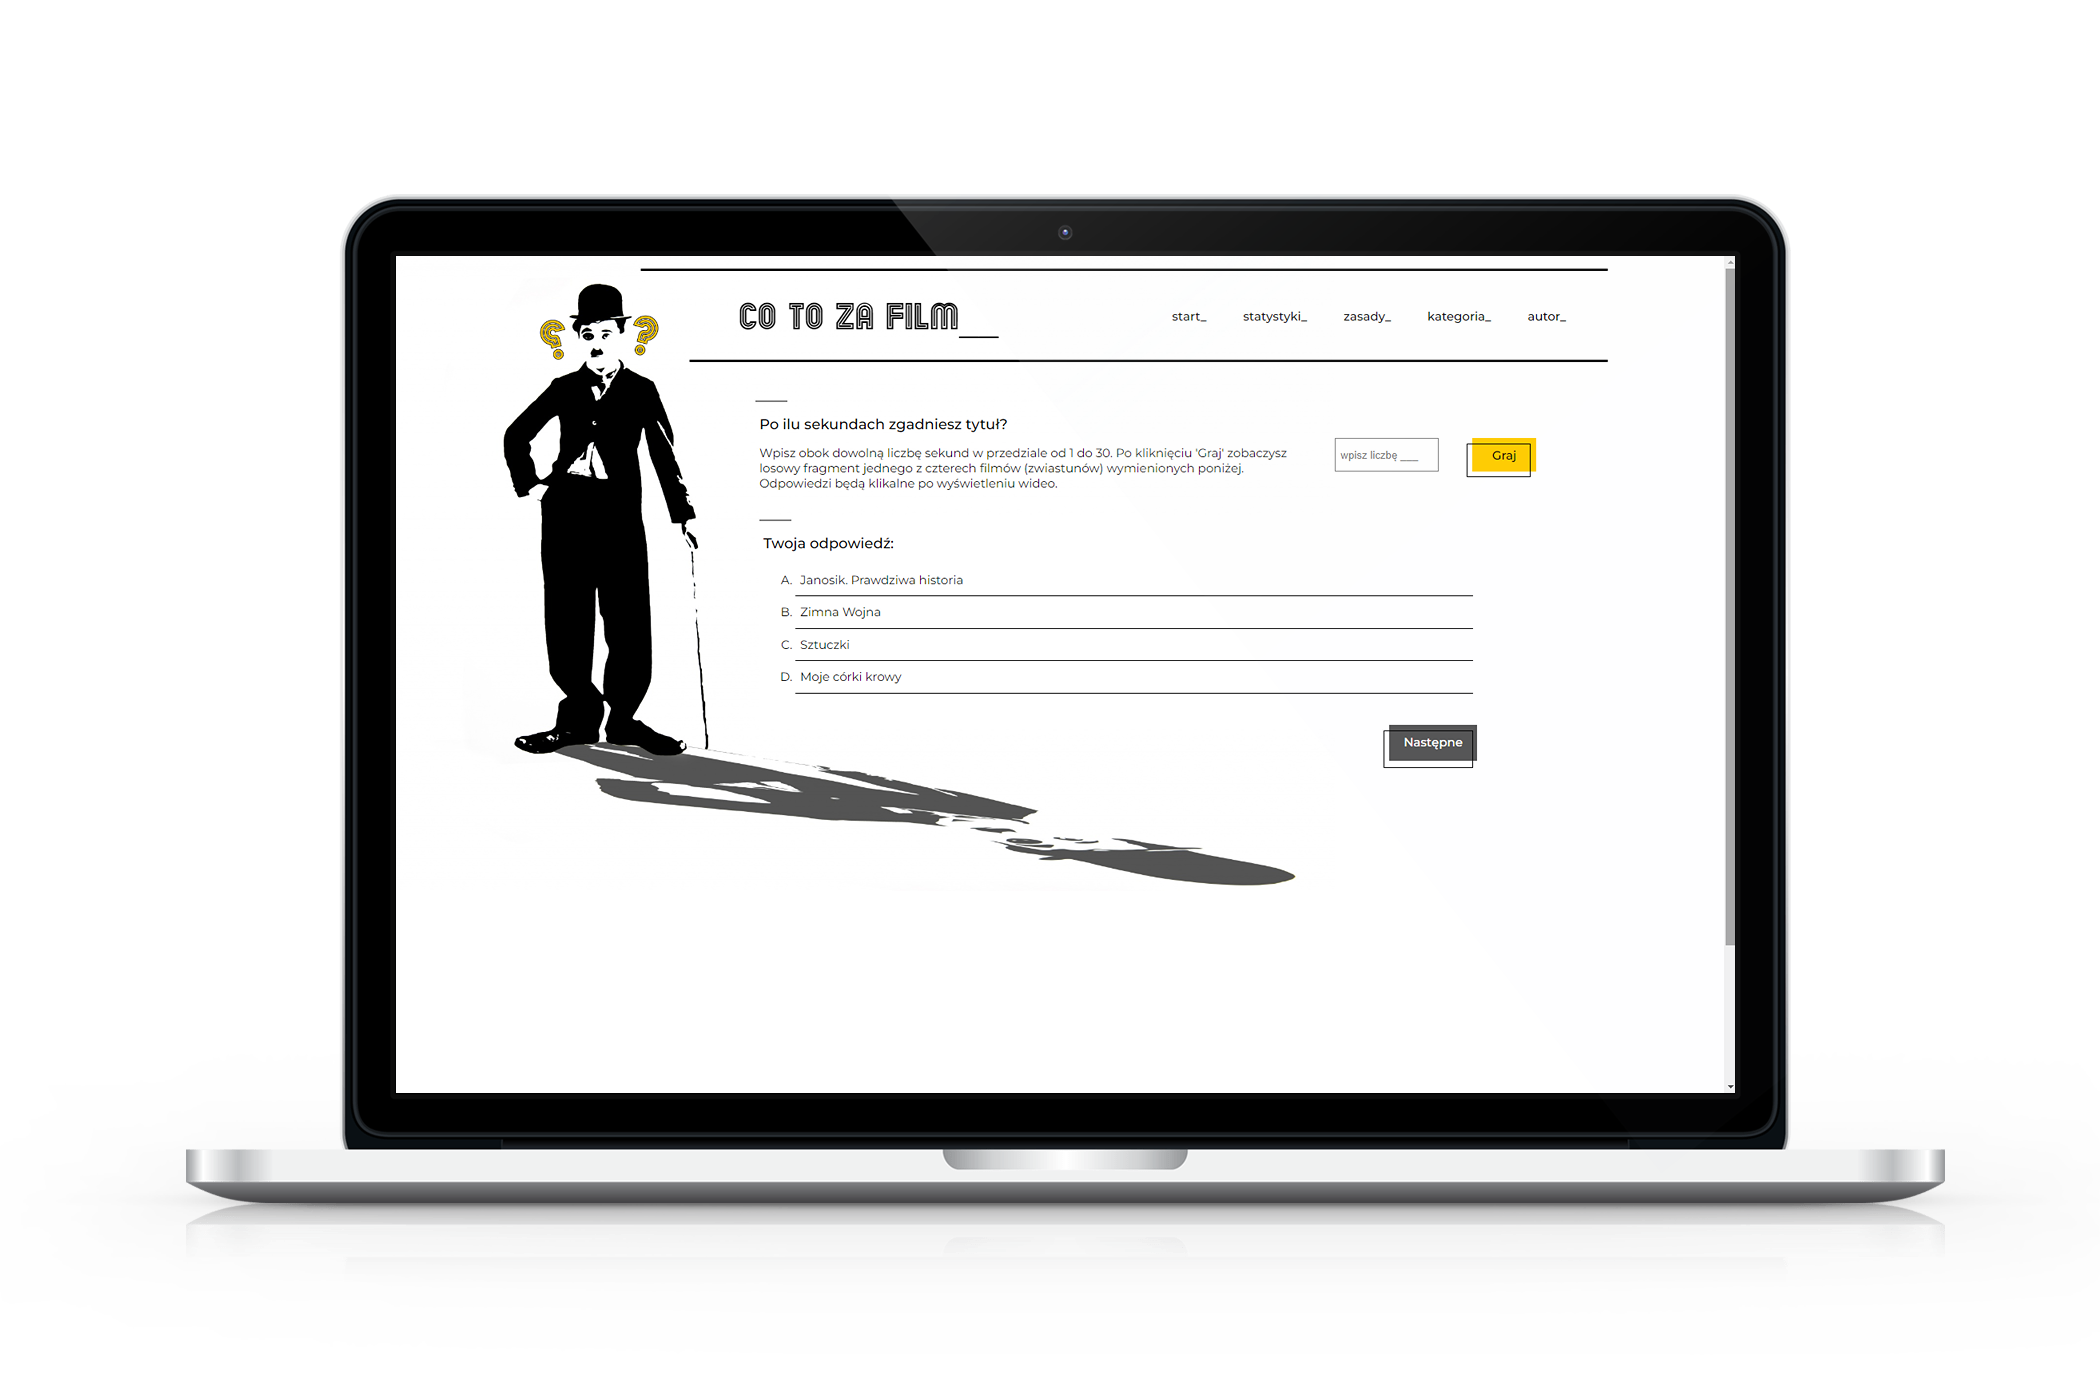 CO TO ZA FILM__
start_ statystyki_ zasady_ kategoria_ autor_
? ?
Po ilu sekundach zgadniesz tytuł?
Wpisz obok dowolną liczbę sekund w przedziale od 1 do 30. Po kliknięciu 'Graj' zobaczysz
losowy fragment jednego z czterech filmów (zwiastunów) wymienionych poniżej.
Odpowiedzi będą klikalne po wyświetleniu wideo.
wpisz liczbę ___
Graj
Twoja odpowiedź:
A. Janosik. Prawdziwa historia
B. Zimna Wojna
C. Sztuczki
D. Moje córki krowy
Następne